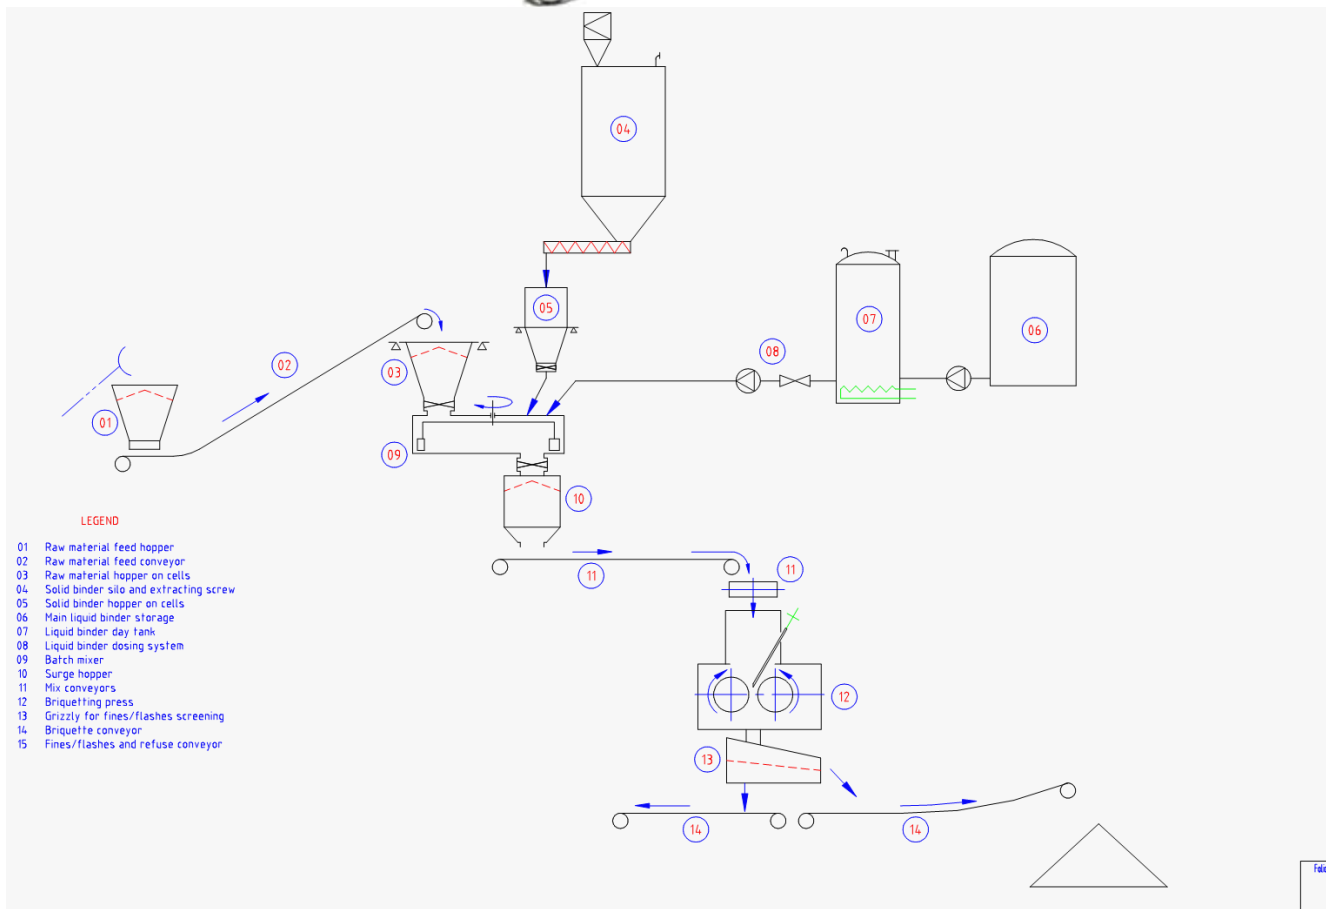 04
05
07
06
08
02
03
01
09
10
LEGEND
01 Raw material feed hopper
02 Raw material feed conveyor
03 Raw material hopper on cells
04 Solid binder silo and extracting screw
05 Solid binder hopper on cells
06 Main liquid binder storage
07 Liquid binder day tank
08 Liquid binder dosing system
09 Batch mixer
10 Surge hopper
11 Mix conveyors
12 Briquetting press
13 Grizzly for fines/flashes screening
14 Briquette conveyor
15 Fines/flashes and refuse conveyor
11
11
12
13
14
14